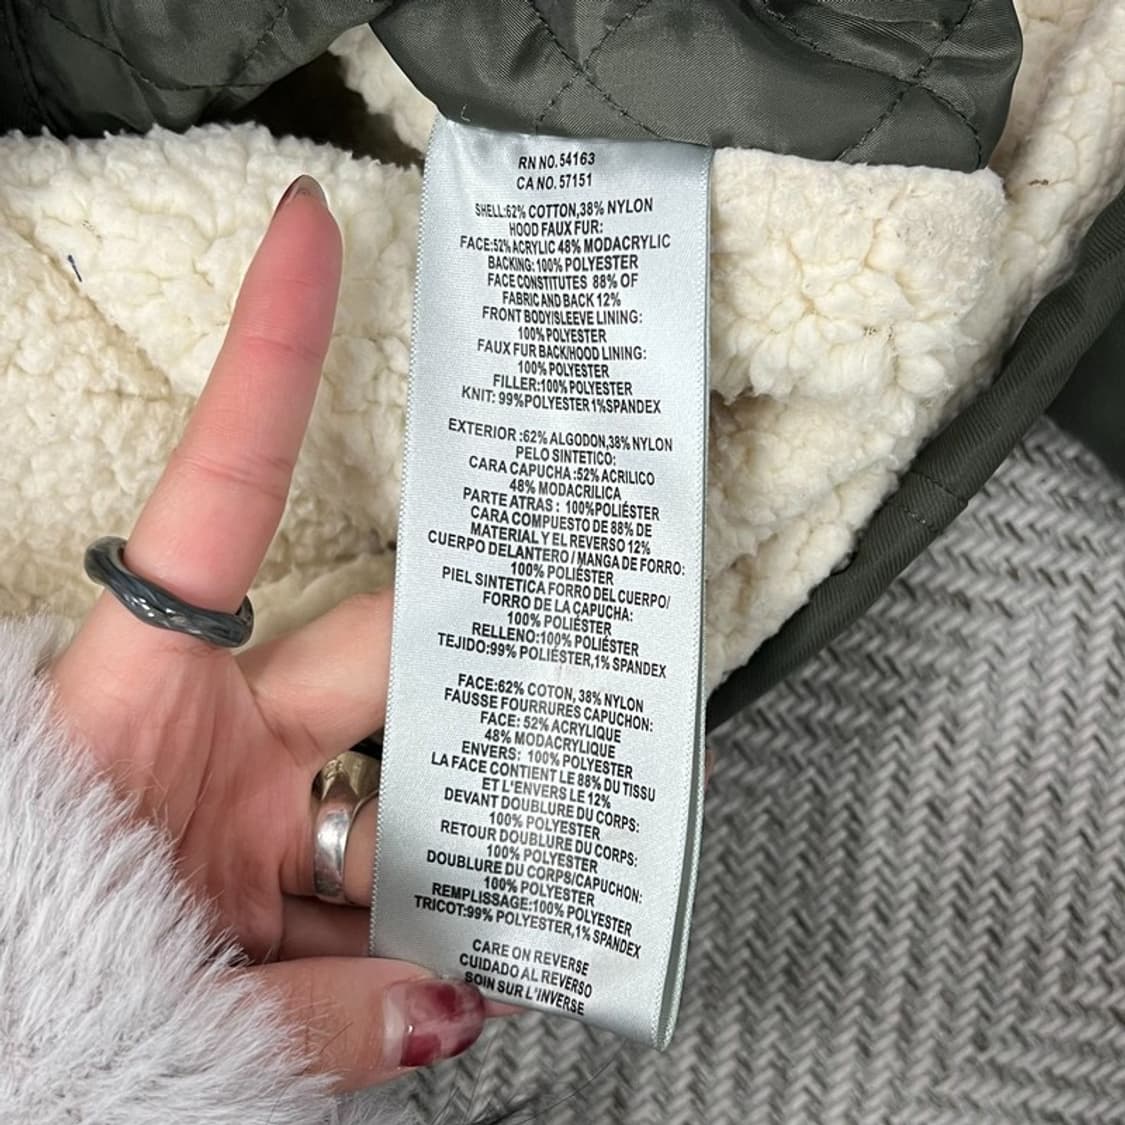 RN NO. 54163
CA NO. 57151
SHELL:62% COTTON,38% NYLON
HOOD FAUX FUR:
FACE:52% ACRYLIC 48% MODACRYLIC
BACKING: 100% POLYESTER
FACE CONSTITUTES 88% OF
FABRIC AND BACK 12%
FRONT BODY/SLEEVE LINING:
100% POLYESTER
FAUX FUR BACK/HOOD LINING:
100% POLYESTER
FILLER:100% POLYESTER
KNIT: 99%POLYESTER 1%SPANDEX
EXTERIOR :62% ALGODON,38% NYLON
PELO SINTETICO:
CARA CAPUCHA :52% ACRILICO
48% MODACRILICA
PARTE ATRAS : 100%POLIÉSTER
CARA COMPUESTO DE 88% DE
MATERIAL Y EL REVERSO 12%
CUERPO DELANTERO / MANGA DE FORRO:
100% POLIÉSTER
PIEL SINTETICA FORRO DEL CUERPO/
FORRO DE LA CAPUCHA:
100% POLIÉSTER
RELLENO:100% POLIÉSTER
TEJIDO:99% POLIÉSTER,1% SPANDEX
FACE:62% COTON, 38% NYLON
FAUSSE FOURRURES CAPUCHON:
FACE: 52% ACRYLIQUE
48% MODACRYLIQUE
ENVERS: 100% POLYESTER
LA FACE CONTIENT LE 88% DU TISSU
ET L'ENVERS LE 12%
DEVANT DOUBLURE DU CORPS:
100% POLYESTER
RETOUR DOUBLURE DU CORPS:
100% POLYESTER
DOUBLURE DU CORPS/CAPUCHON:
100% POLYESTER
REMPLISSAGE:100% POLYESTER
TRICOT:99% POLYESTER,1% SPANDEX
CARE ON REVERSE
CUIDADO AL REVERSO
SOIN SUR L'INVERSE